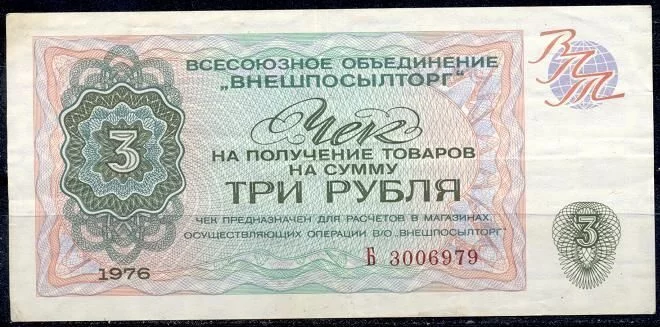 ВСЕСОЮЗНОЕ ОБЪЕДИНЕНИЕ
„ВНЕШПОСЫЛТОРГ"
ВПТ
3
Чек
НА ПОЛУЧЕНИЕ ТОВАРОВ
НА СУММУ
ТРИ РУБЛЯ
ЧЕК ПРЕДНАЗНАЧЕН ДЛЯ РАСЧЕТОВ В МАГАЗИНАХ,
ОСУЩЕСТВЛЯЮЩИХ ОПЕРАЦИИ В/О „ВНЕШПОСЫЛТОРГ"
3
1976
Б 3006979